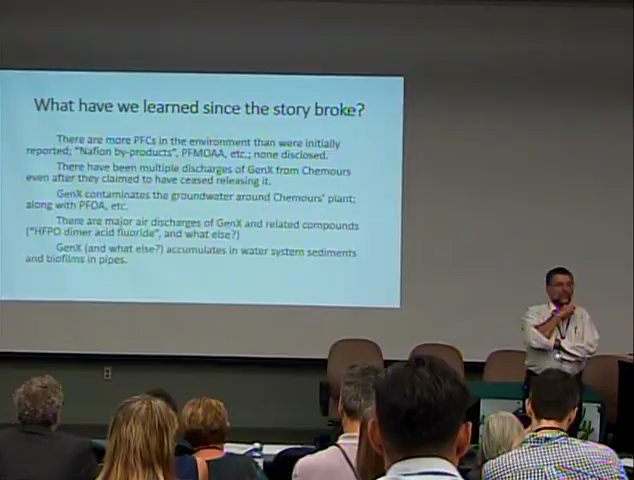 What have we learned since the story broke?
There are more PFCs in the environment than were initially
reported; “Nafion by-products”, PFMOAA, etc.; none disclosed.
There have been multiple discharges of GenX from Chemours
even after they claimed to have ceased releasing it.
GenX contaminates the groundwater around Chemours’ plant;
along with PFOA, etc.
There are major air discharges of GenX and related compounds
(“HFPO dimer acid fluoride”, and what else?)
GenX (and what else?) accumulates in water system sediments
and biofilms in pipes.